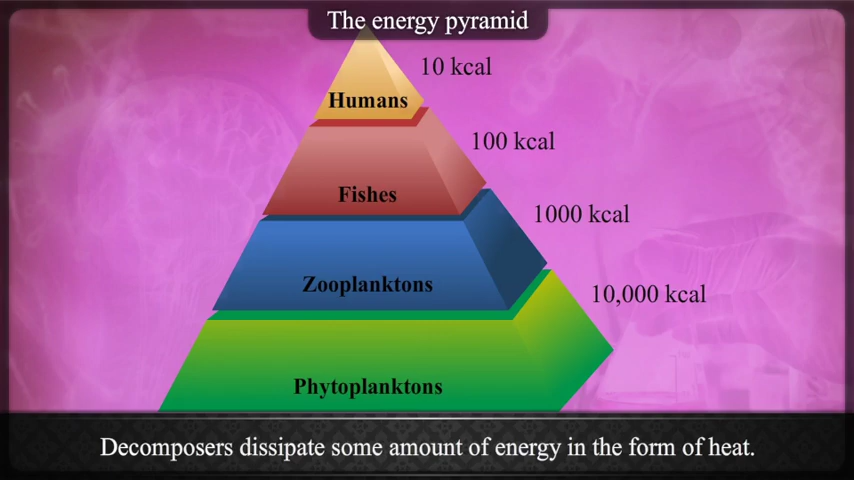 The energy pyramid
10 kcal
Humans
100 kcal
Fishes
1000 kcal
Zooplanktons
10,000 kcal
Phytoplanktons
Decomposers dissipate some amount of energy in the form of heat.